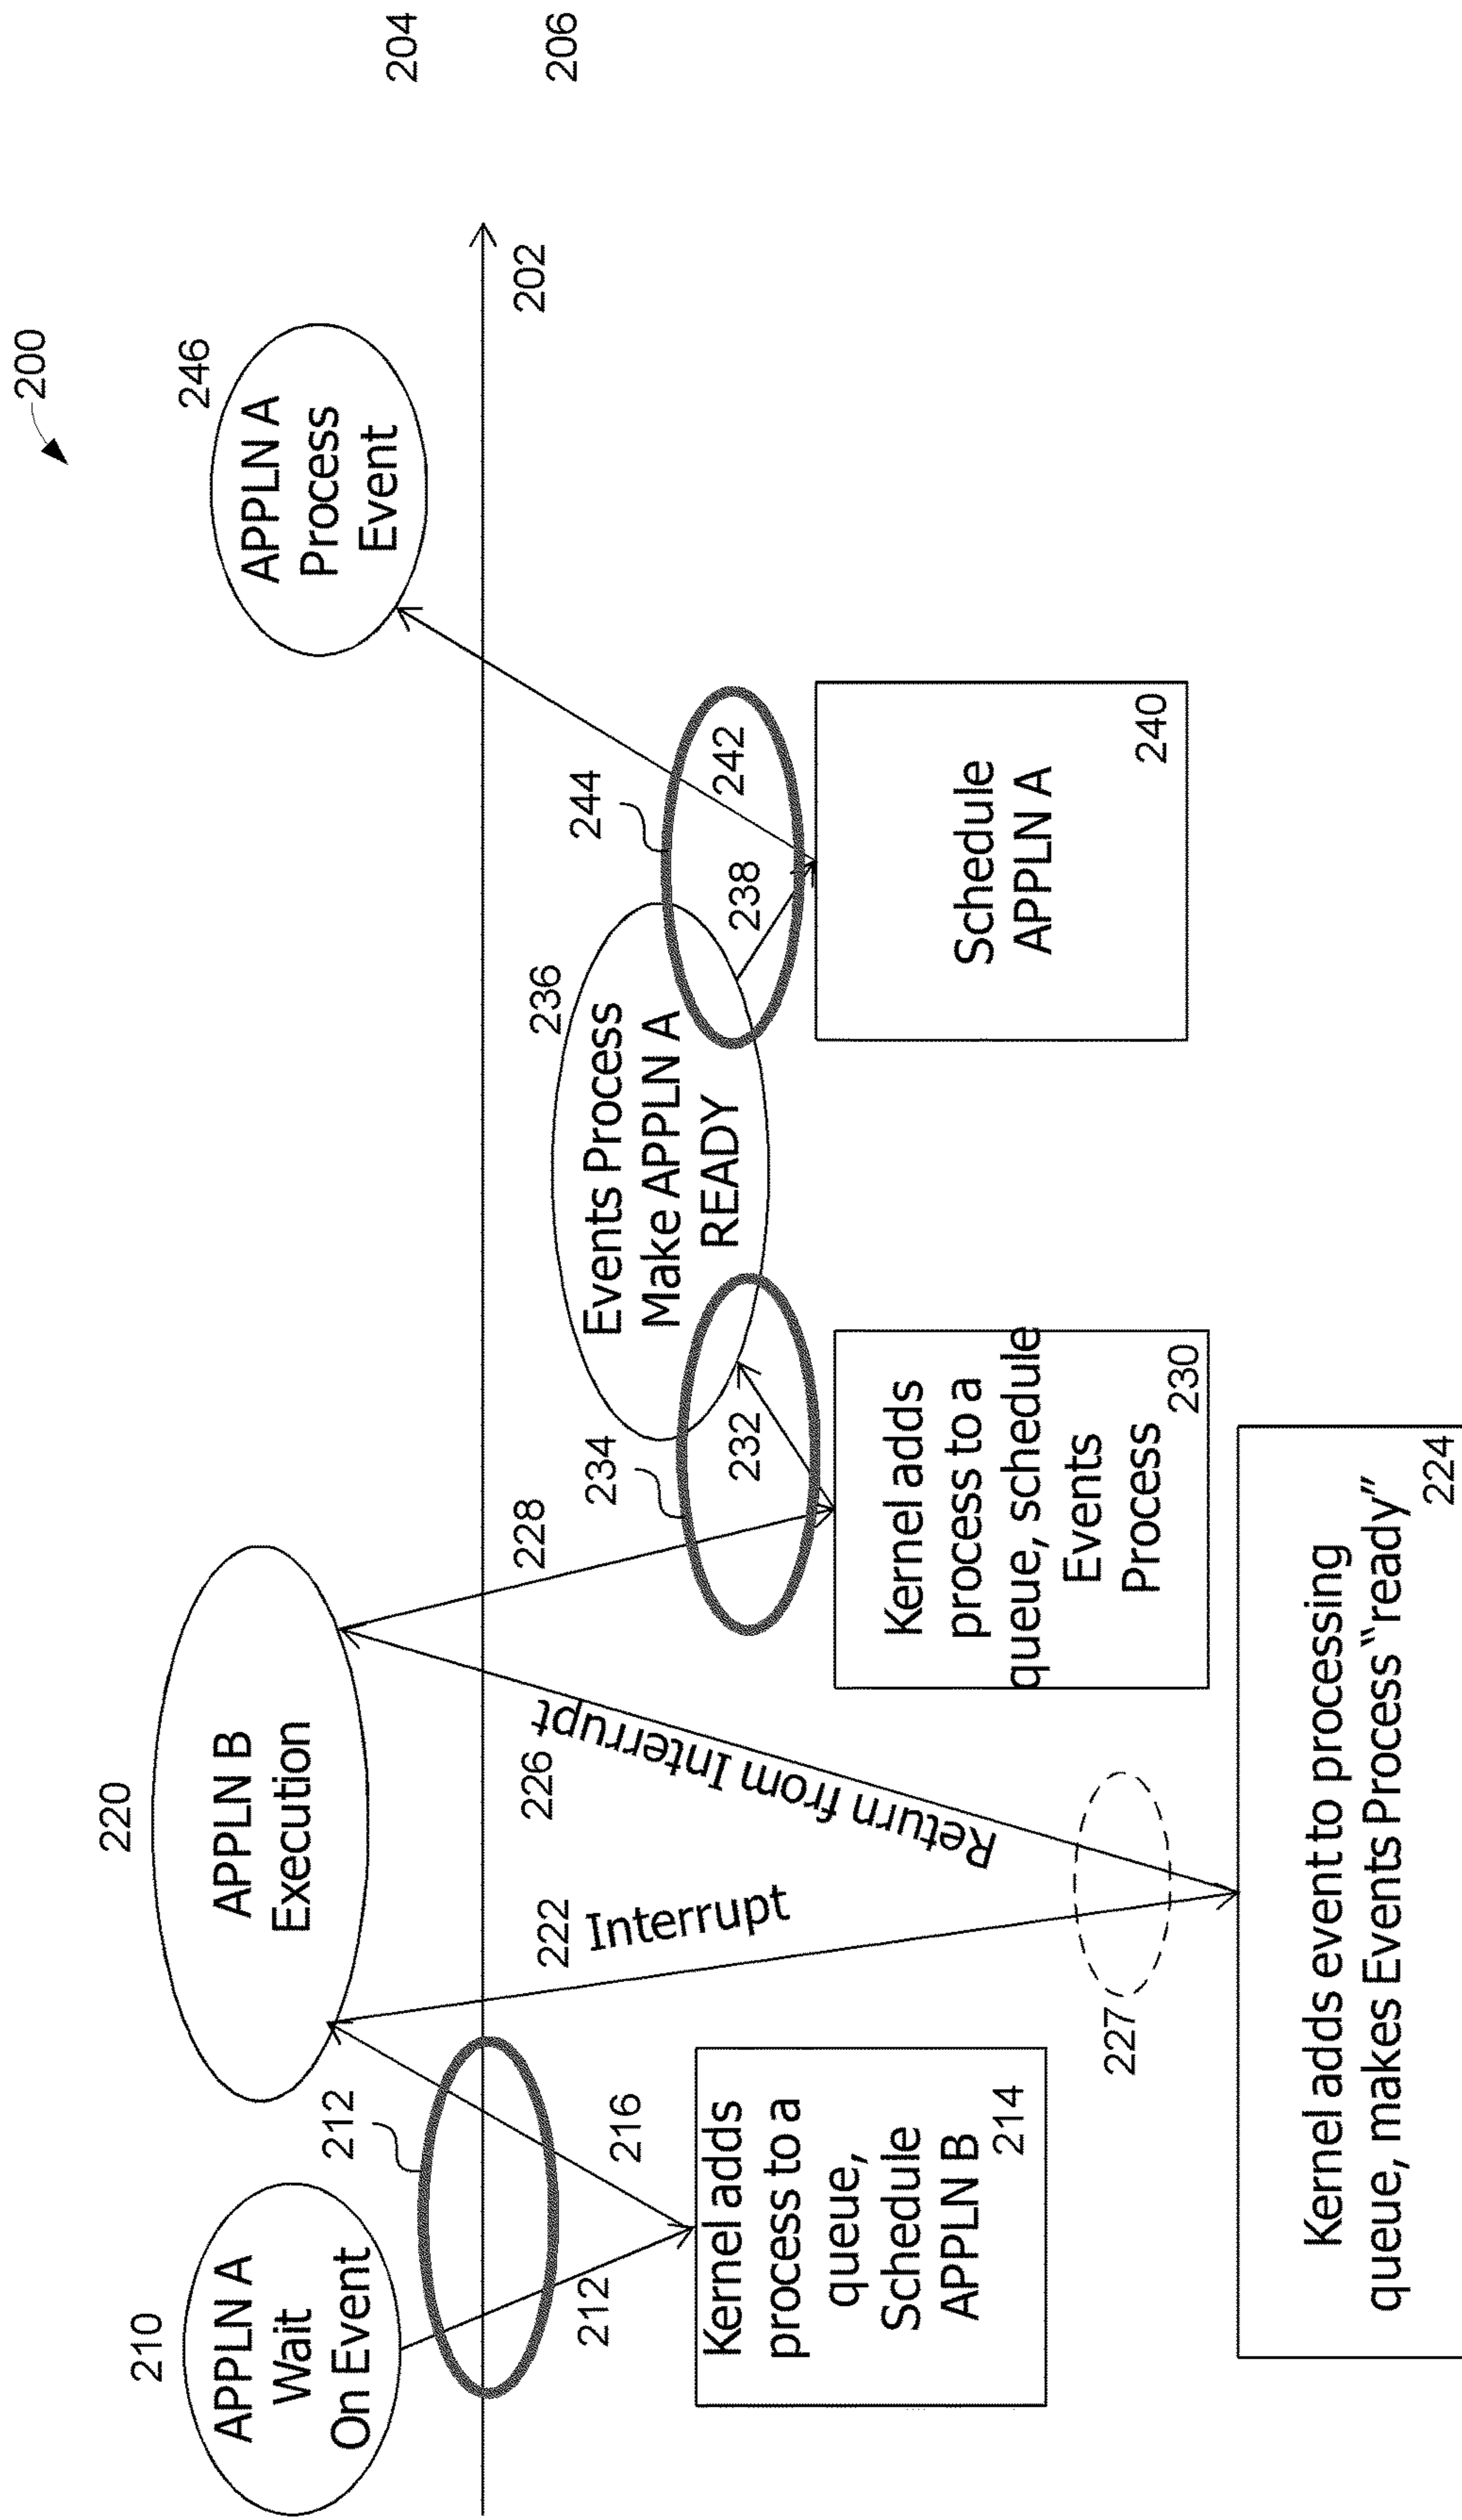 200
204
206
202
210
APPLN A
Wait
On Event
212
212
216
Kernel adds
process to a
queue,
Schedule
APPLN B
214
220
APPLN B
Execution
222
Interrupt
226
Return from Interrupt
227
Kernel adds event to processing
queue, makes Events Process “ready”
224
228
234
232
Kernel adds
process to a
queue, schedule
Events
Process
230
236
Events Process
Make APPLN A
READY
238
244
242
Schedule
APPLN A
240
246
APPLN A
Process
Event